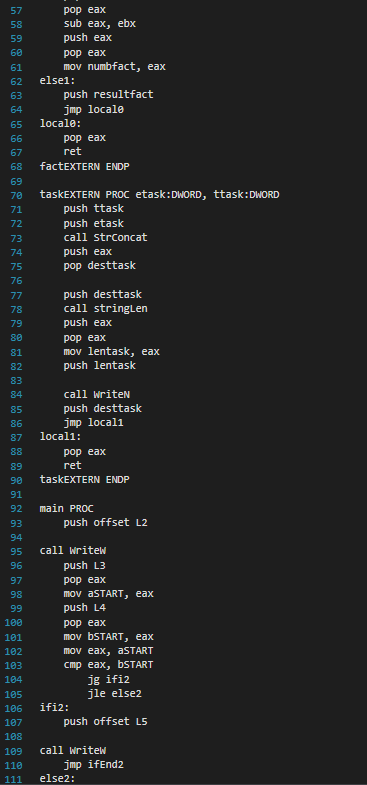 57 pop eax
58 sub eax, ebx
59 push eax
60 pop eax
61 mov numbfact, eax
62 else1:
63 push resultfact
64 jmp local0
65 local0:
66 pop eax
67 ret
68 factEXTERN ENDP
69
70 taskEXTERN PROC etask:DWORD, ttask:DWORD
71 push ttask
72 push etask
73 call StrConcat
74 push eax
75 pop desttask
76
77 push desttask
78 call stringLen
79 push eax
80 pop eax
81 mov lentask, eax
82 push lentask
83
84 call WriteN
85 push desttask
86 jmp local1
87 local1:
88 pop eax
89 ret
90 taskEXTERN ENDP
91
92 main PROC
93 push offset L2
94
95 call WriteW
96 push L3
97 pop eax
98 mov aSTART, eax
99 push L4
100 pop eax
101 mov bSTART, eax
102 mov eax, aSTART
103 cmp eax, bSTART
104 jg ifi2
105 jle else2
106 ifi2:
107 push offset L5
108
109 call WriteW
110 jmp ifEnd2
111 else2: